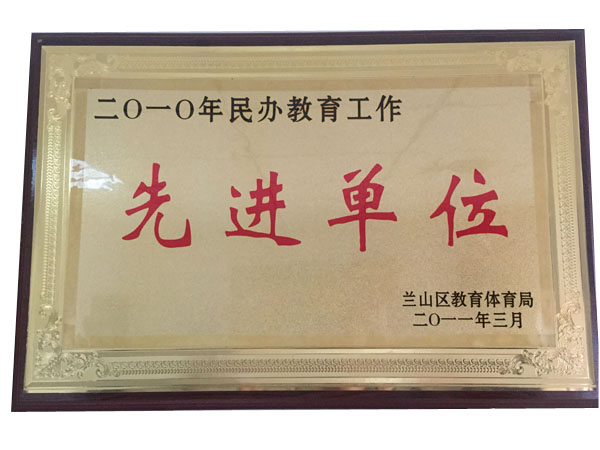 二〇一〇年民办教育工作
先进单位
兰山区教育体育局
二〇一一年三月